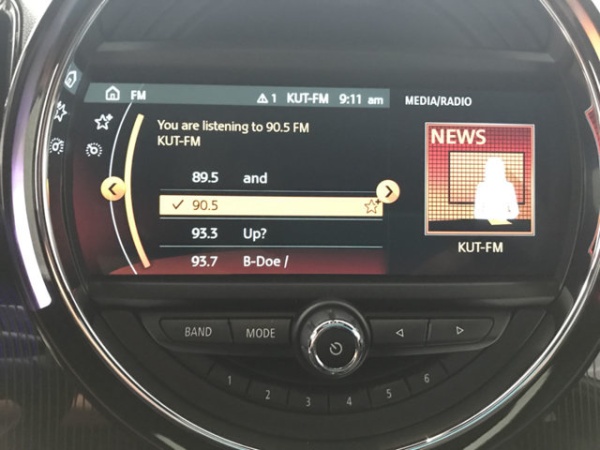 FM
1 KUT-FM 9:11 am
MEDIA/RADIO
You are listening to 90.5 FM
KUT-FM
89.5 and
90.5
93.3 Up?
93.7 B-Doe /
NEWS
KUT-FM
BAND MODE
1 2 3 4 5 6